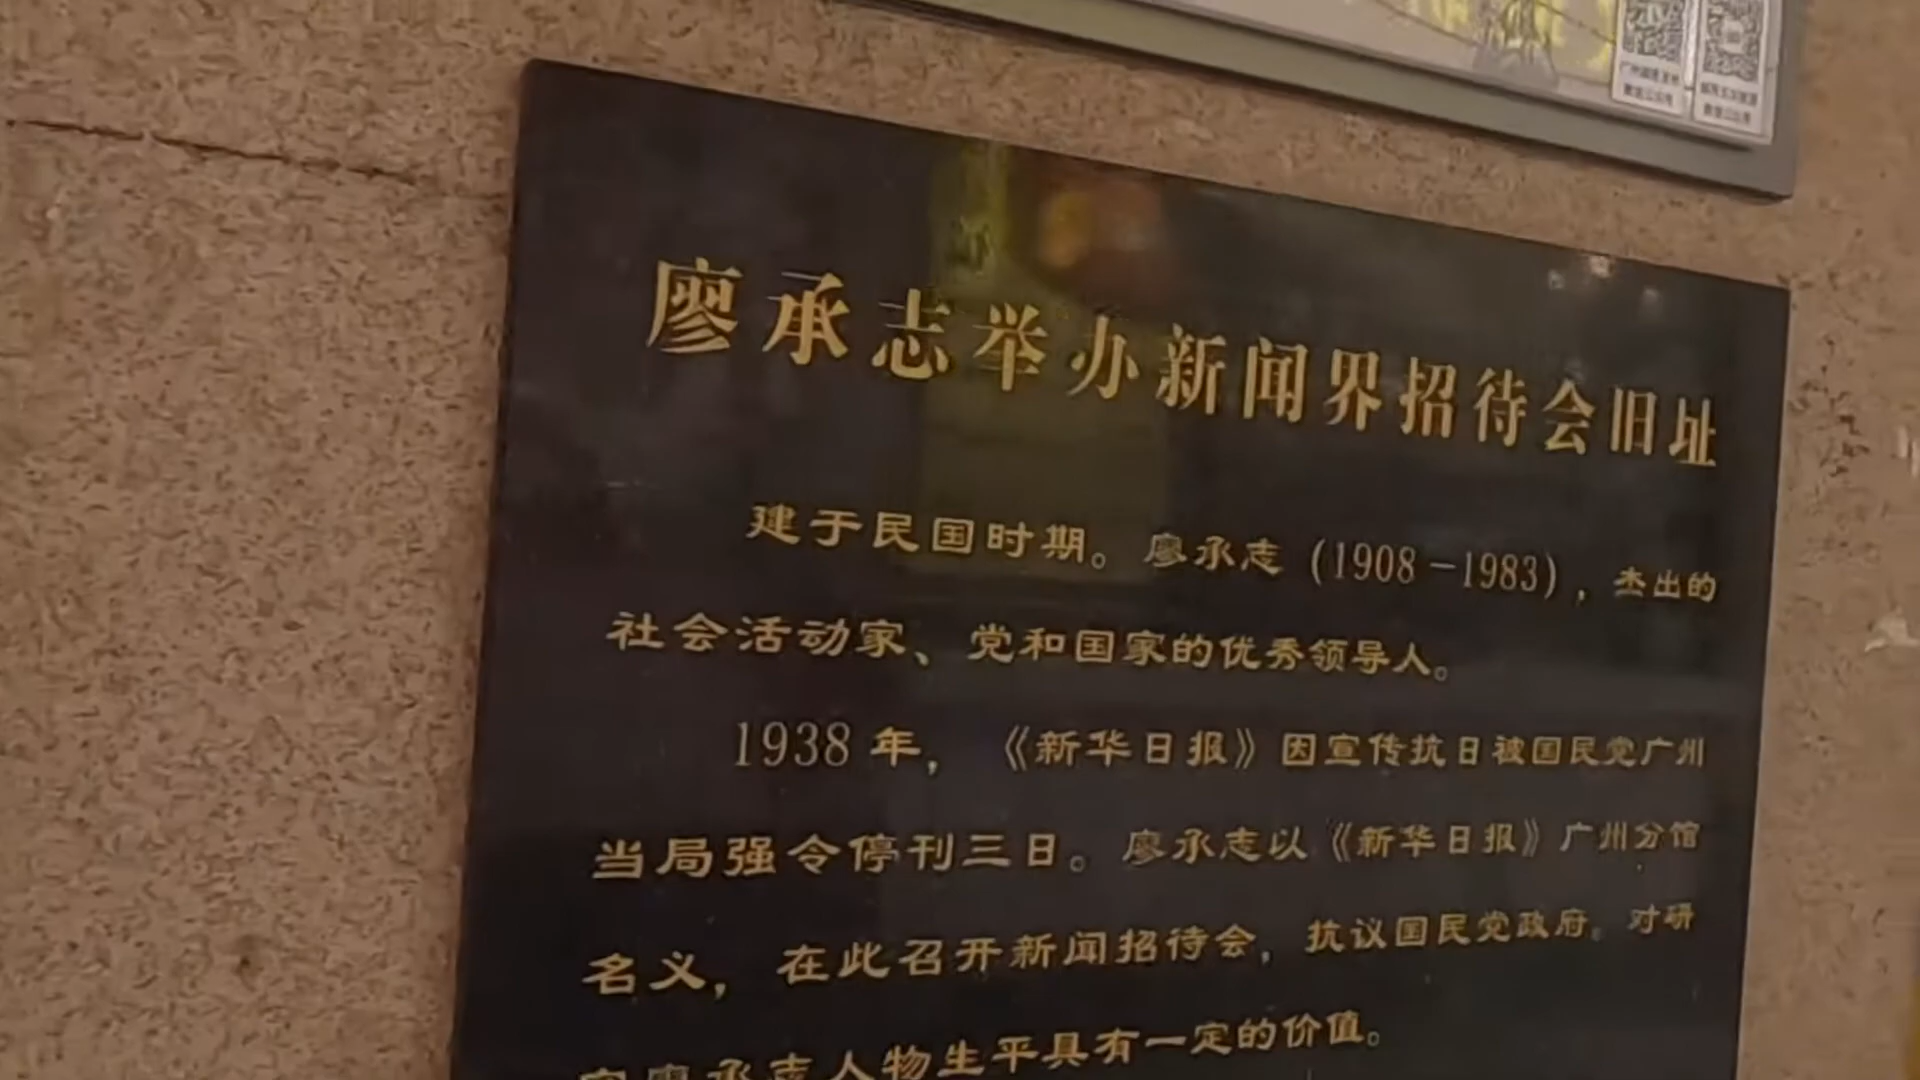 廖承志举办新闻界招待会旧址
建于民国时期。廖承志（1908－1983），杰出的
社会活动家、党和国家的优秀领导人。
1938年，《新华日报》因宣传抗日被国民党广州
当局强令停刊三日。廖承志以《新华日报》广州分馆
名义，在此召开新闻招待会，抗议国民党政府。对研
究廖承志人物生平具有一定的价值。